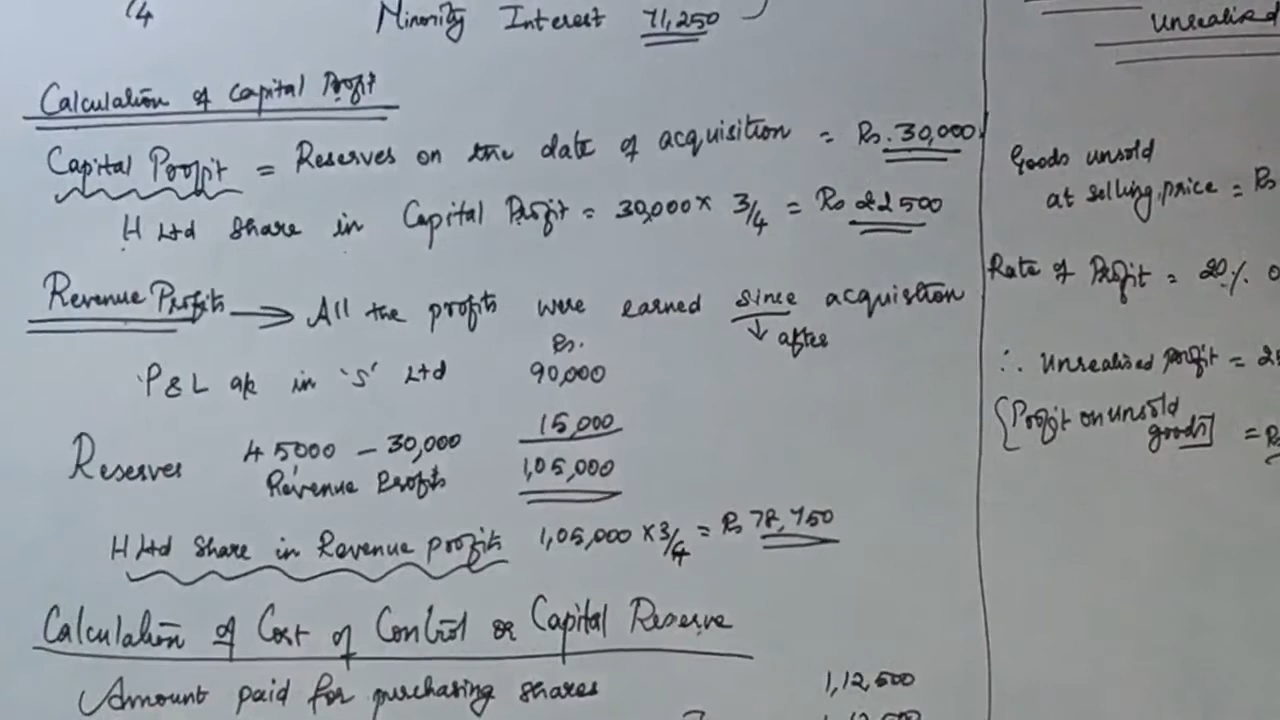 /4 Minority Interest 71,250
Calculation of Capital Profit
Capital Profit = Reserves on the date of acquisition = Rs. 30,000
H Ltd Share in Capital Profit = 30,000 × 3/4 = Rs 22500
Revenue Profits → All the profits were earned since acquisition
↓ after
Rs.
P & L a/c in 'S' Ltd 90,000
Reserves 45000 - 30,000 15,000
Revenue Profits 1,05,000
H Ltd Share in Revenue profits 1,05,000 × 3/4 = Rs 78,750
Calculation of Cost of Control or Capital Reserve
Amount paid for purchasing shares 1,12,500
Unrealised
Goods unsold
at selling price = Rs
Rate of Profit = 20%
∴ Unrealised profit = 25
[Profit on unsold
goods] = Rs